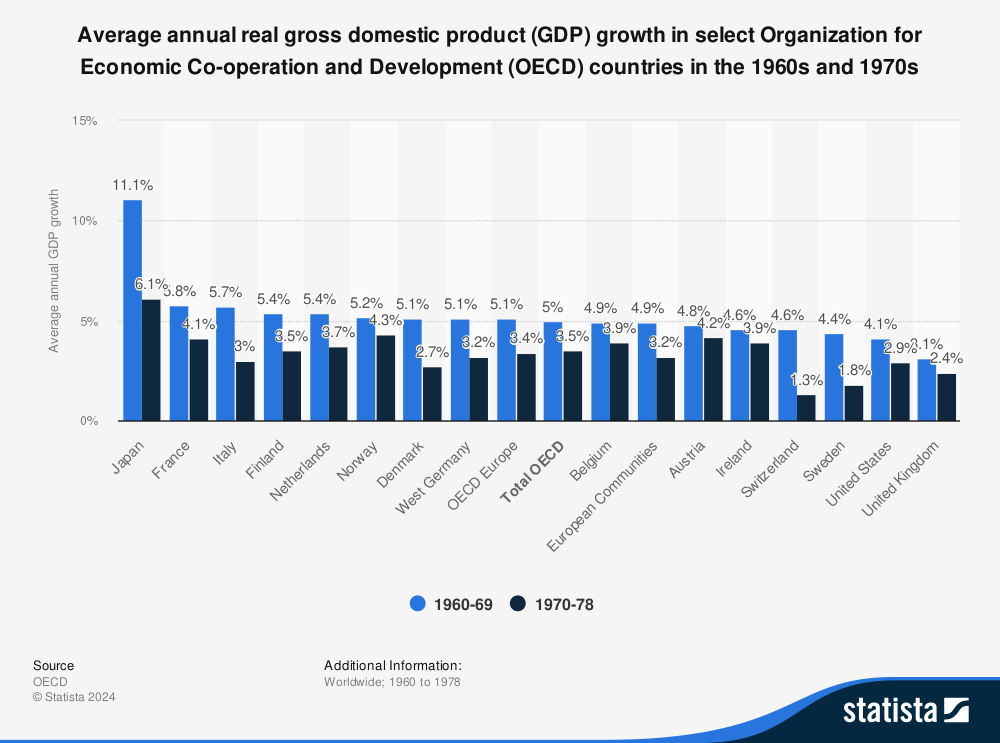 Average annual real gross domestic product (GDP) growth in select Organization for
Economic Co-operation and Development (OECD) countries in the 1960s and 1970s
Average annual GDP growth
15%
10%
5%
0%
11.1%
6.1%
5.8%
4.1%
5.7%
3%
5.4%
3.5%
5.4%
3.7%
5.2%
4.3%
5.1%
2.7%
5.1%
3.2%
5.1%
3.4%
5%
3.5%
4.9%
3.9%
4.9%
3.2%
4.8%
4.2%
4.6%
3.9%
4.6%
1.3%
4.4%
1.8%
4.1%
2.9%
3.1%
2.4%
Japan
France
Italy
Finland
Netherlands
Norway
Denmark
West Germany
OECD Europe
Total OECD
Belgium
European Communities
Austria
Ireland
Switzerland
Sweden
United States
United Kingdom
1960-69
1970-78
Source
OECD
© Statista 2024
Additional Information:
Worldwide; 1960 to 1978
statista